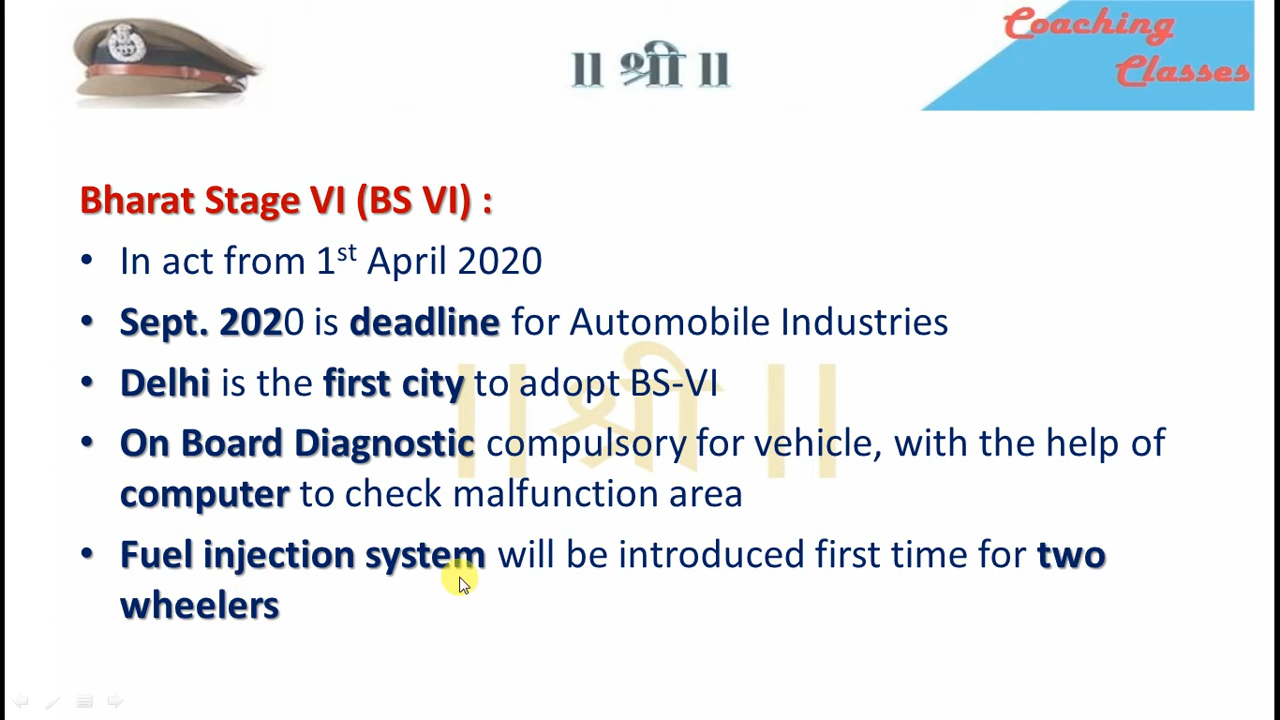 ॥ श्री ॥
Coaching
Classes
Bharat Stage VI (BS VI) :
• In act from 1st April 2020
• Sept. 2020 is deadline for Automobile Industries
• Delhi is the first city to adopt BS-VI
• On Board Diagnostic compulsory for vehicle, with the help of
computer to check malfunction area
• Fuel injection system will be introduced first time for two
wheelers
॥ श्री ॥